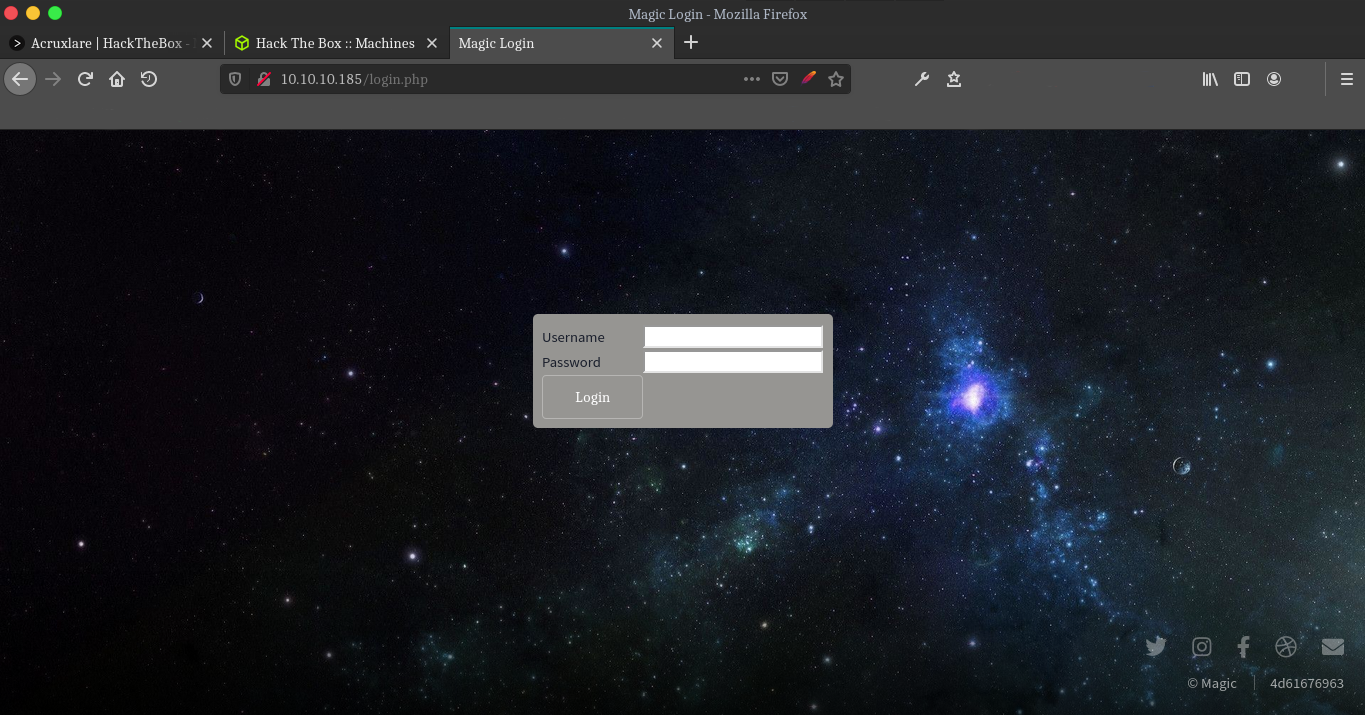 Magic Login - Mozilla Firefox
Acruxlare | HackTheBox -
Hack The Box :: Machines
Magic Login
10.10.10.185/login.php
Username
Password
Login
© Magic
4d61676963